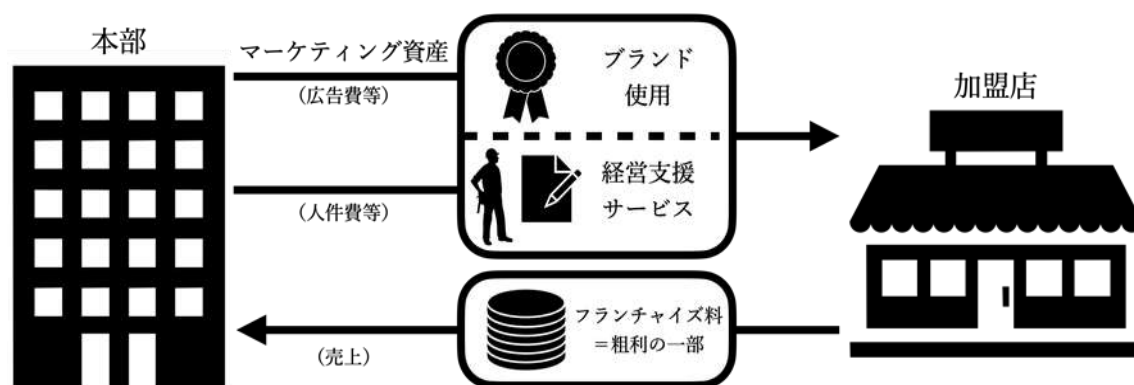 本部
マーケティング資産
（広告費等）
ブランド
使用
加盟店
（人件費等）
経営支援
サービス
フランチャイズ料
＝粗利の一部
（売上）